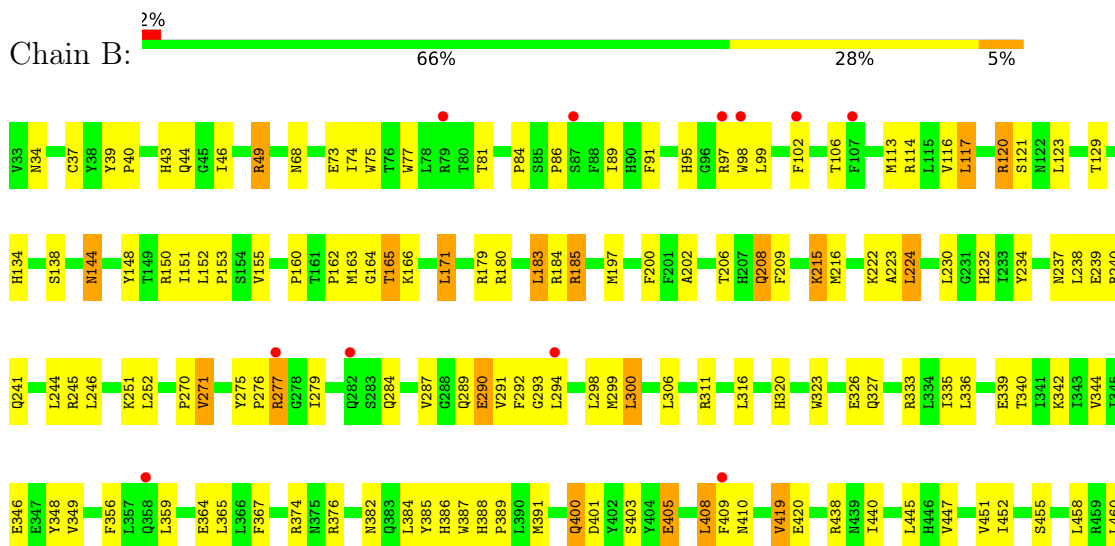 2%
Chain B:
66% 28% 5%
V33 N34 C37 Y38 Y39 P40 H43 Q44 G45 I46 R49 N68 E73 I74 W75 T76 W77 L78 R79 T80 T81 P84 S85 P86 S87 F88 I89 H90 F91 H95 G96 R97 W98 L99 F102 T106 F107 M113 R114 L115 V116 L117 R120 S121 N122 L123 T129
H134 S138 N144 Y148 T149 R150 I151 L152 P153 S154 V155 P160 T161 P162 M163 G164 T165 K166 L171 R179 R180 L183 R184 R185 M197 F200 F201 A202 T206 H207 Q208 F209 K215 M216 K222 A223 L224 L230 G231 H232 I233 Y234 N237 L238 E239 R240
Q241 L244 R245 L246 K251 L252 P270 V271 Y275 P276 R277 G278 I279 Q282 S283 Q284 V287 G288 Q289 E290 V291 F292 G293 L294 L298 M299 L300 L306 R311 L316 H320 W323 E326 Q327 R333 L334 I335 L336 E339 T340 I341 K342 I343 V344 I345
E346 E347 Y348 V349 F356 L357 Q358 L359 E364 L365 L366 F367 R374 N375 R376 N382 Q383 L384 Y385 H386 W387 H388 P389 L390 M391 Q400 D401 Y402 S403 Y404 E405 L408 F409 N410 V419 E420 R438 N439 I440 L445 H446 V447 V451 I452 S455 L458 R459